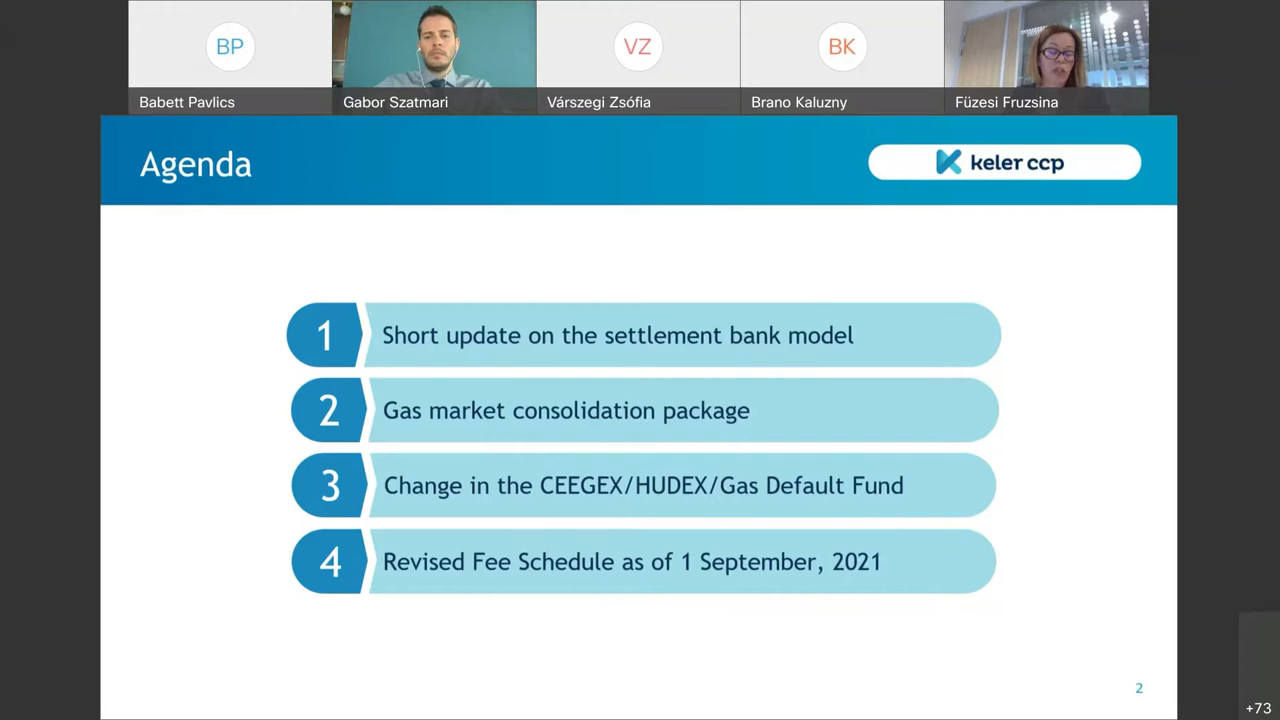 BP
VZ
BK
Babett Pavlics
Gabor Szatmari
Várszegi Zsófia
Brano Kaluzny
Füzesi Fruzsina
Agenda
keler ccp
1
Short update on the settlement bank model
2
Gas market consolidation package
3
Change in the CEEGEX/HUDEX/Gas Default Fund
4
Revised Fee Schedule as of 1 September, 2021
2
+73